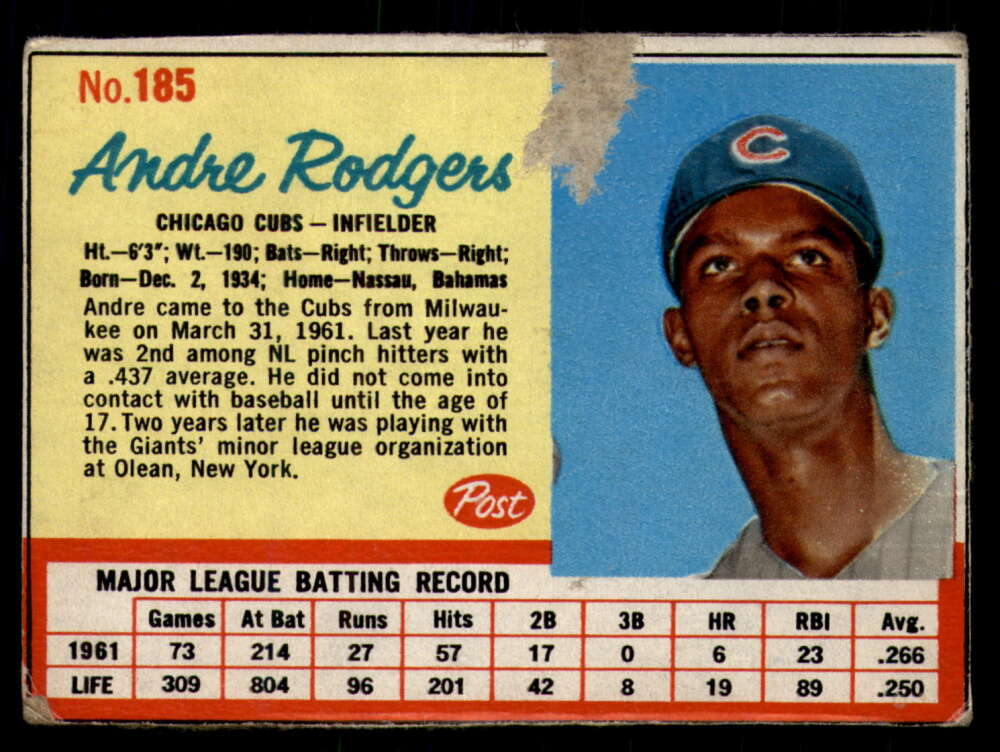 No.185
Andre Rodgers
CHICAGO CUBS – INFIELDER
Ht.—6'3"; Wt.—190; Bats—Right; Throws—Right;
Born—Dec. 2, 1934; Home—Nassau, Bahamas
Andre came to the Cubs from Milwau-
kee on March 31, 1961. Last year he
was 2nd among NL pinch hitters with
a .437 average. He did not come into
contact with baseball until the age of
17. Two years later he was playing with
the Giants' minor league organization
at Olean, New York.
Post
C
MAJOR LEAGUE BATTING RECORD
Games At Bat Runs Hits 2B 3B HR RBI Avg.
1961 73 214 27 57 17 0 6 23 .266
LIFE 309 804 96 201 42 8 19 89 .250